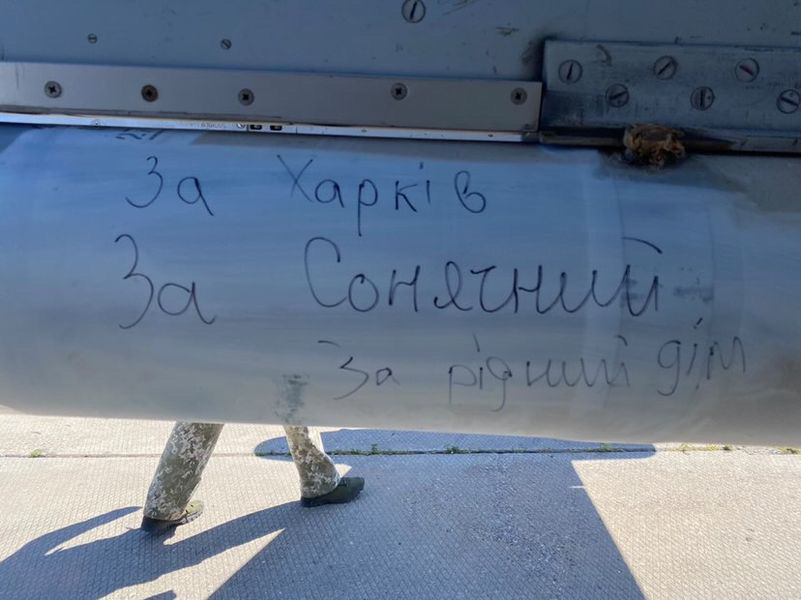 За Харків
За Сонячний
За рідний дім